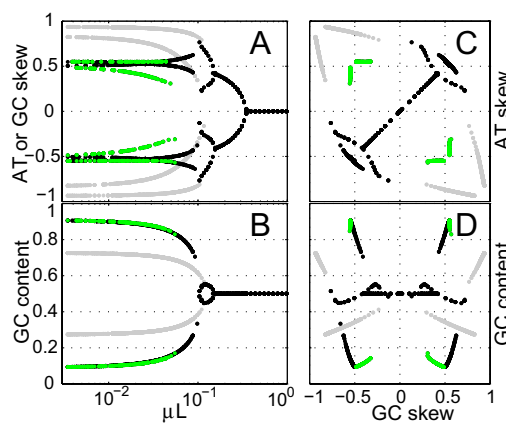 A
C
1
0.5
0
−0.5
−1
AT or GC skew
AT skew
B
D
1
0.8
0.6
0.4
0.2
0
GC content
GC content
10⁻² 10⁻¹ 10⁰
−1 −0.5 0 0.5 1
μL
GC skew